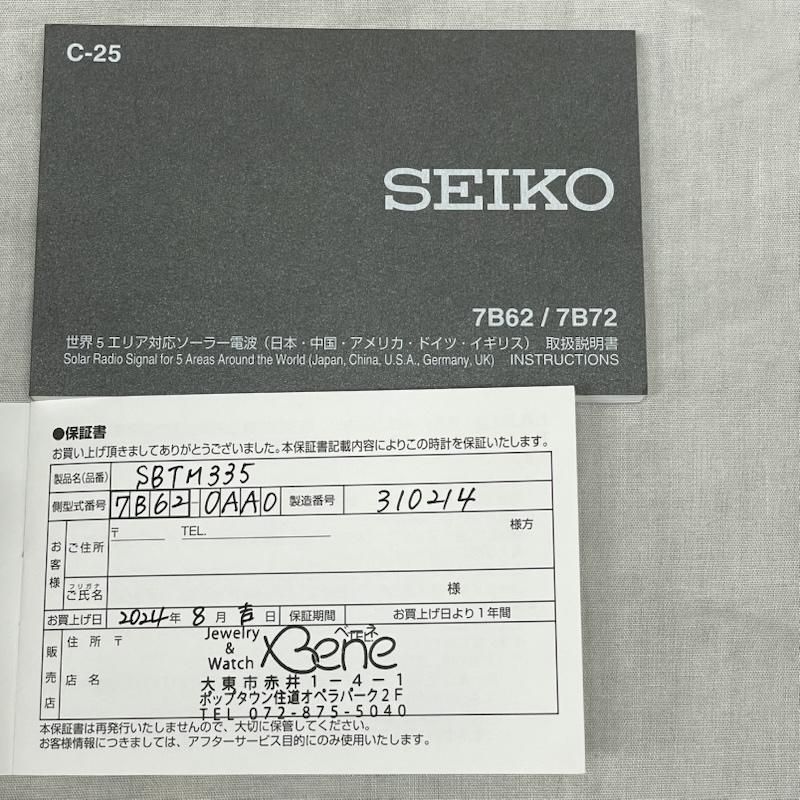 C-25
SEIKO
7B62 / 7B72
世界5エリア対応ソーラー電波（日本・中国・アメリカ・ドイツ・イギリス） 取扱説明書
Solar Radio Signal for 5 Areas Around the World (Japan, China, U.S.A., Germany, UK) INSTRUCTIONS
●保証書
お買い上げ頂きましてありがとうございました。本保証書記載内容によりこの時計を保証いたします。
製品名(品番) SBTM335
側型式番号 7B62-0AA0 製造番号 310214
お客様 ご住所 〒 TEL. 様方
フリガナ
ご氏名 様
お買上げ日 2024年 8月 吉日 保証期間 お買上げ日より1年間
販売店 住所 〒 TEL.
店名
Jewelry & Watch Bene ベネ
大東市赤井1-4-1
ポップタウン住道オペラパーク2F
TEL 072-875-5040
本保証書は再発行いたしませんので、大切に保管してください。
お客様情報につきましては、アフターサービス目的にのみ使用いたします。